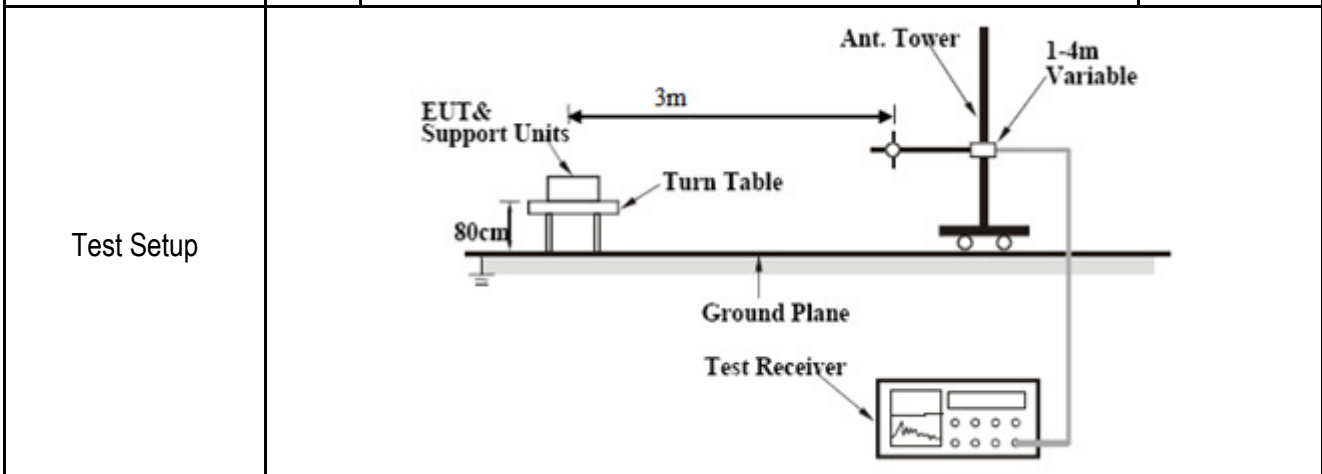 Test Setup
Ant. Tower
1-4m
Variable
3m
EUT&
Support Units
Turn Table
80cm
Ground Plane
Test Receiver